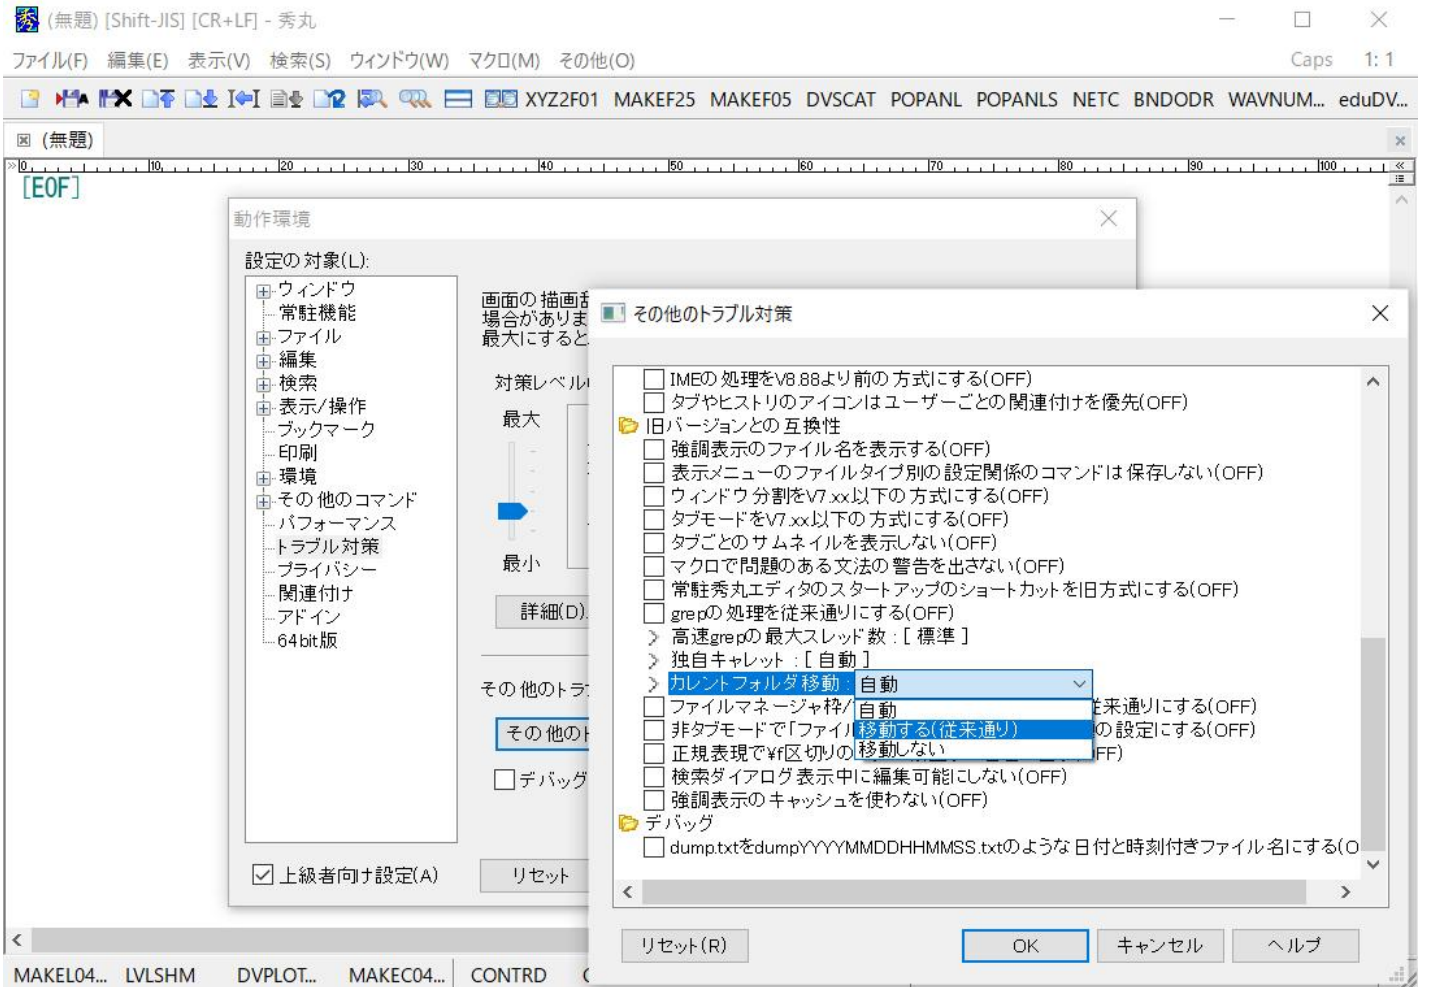 (無題) [Shift-JIS] [CR+LF] - 秀丸
ファイル(F) 編集(E) 表示(V) 検索(S) ウィンドウ(W) マクロ(M) その他(O) Caps 1: 1
XYZ2F01 MAKEF25 MAKEF05 DVSCAT POPANL POPANLS NETC BNDODR WAVNUM... eduDV...
(無題)
0 10 20 30 40 50 60 70 80 90 100
[EOF]
動作環境
設定の対象(L):
ウィンドウ
常駐機能
ファイル
編集
検索
表示/操作
ブックマーク
印刷
環境
その他のコマンド
パフォーマンス
トラブル対策
プライバシー
関連付け
アドイン
64bit版
上級者向け設定(A)
画面の描画
場合がありま
最大にすると
対策レベル
最大
最小
詳細(D)
その他のトラ
その他の
デバッグ
リセット
その他のトラブル対策
IMEの処理をV8.88より前の方式にする(OFF)
タブやヒストリのアイコンはユーザーごとの関連付けを優先(OFF)
旧バージョンとの互換性
強調表示のファイル名を表示する(OFF)
表示メニューのファイルタイプ別の設定関係のコマンドは保存しない(OFF)
ウィンドウ分割をV7.xx以下の方式にする(OFF)
タブモードをV7.xx以下の方式にする(OFF)
タブごとのサムネイルを表示しない(OFF)
マクロで問題のある文法の警告を出さない(OFF)
常駐秀丸エディタのスタートアップのショートカットを旧方式にする(OFF)
grepの処理を従来通りにする(OFF)
高速grepの最大スレッド数 : [ 標準 ]
独自キャレット : [ 自動 ]
カレントフォルダ移動 : 自動
自動
移動する(従来通り)
移動しない
ファイルマネージャ枠/ 従来通りにする(OFF)
非タブモードで「ファイル の設定にする(OFF)
正規表現で¥f区切りの FF)
検索ダイアログ表示中に編集可能にしない(OFF)
強調表示のキャッシュを使わない(OFF)
デバッグ
dump.txtをdumpYYYYMMDDHHMMSS.txtのような日付と時刻付きファイル名にする(O
リセット(R) OK キャンセル ヘルプ
MAKEL04... LVLSHM DVPLOT... MAKEC04... CONTRD